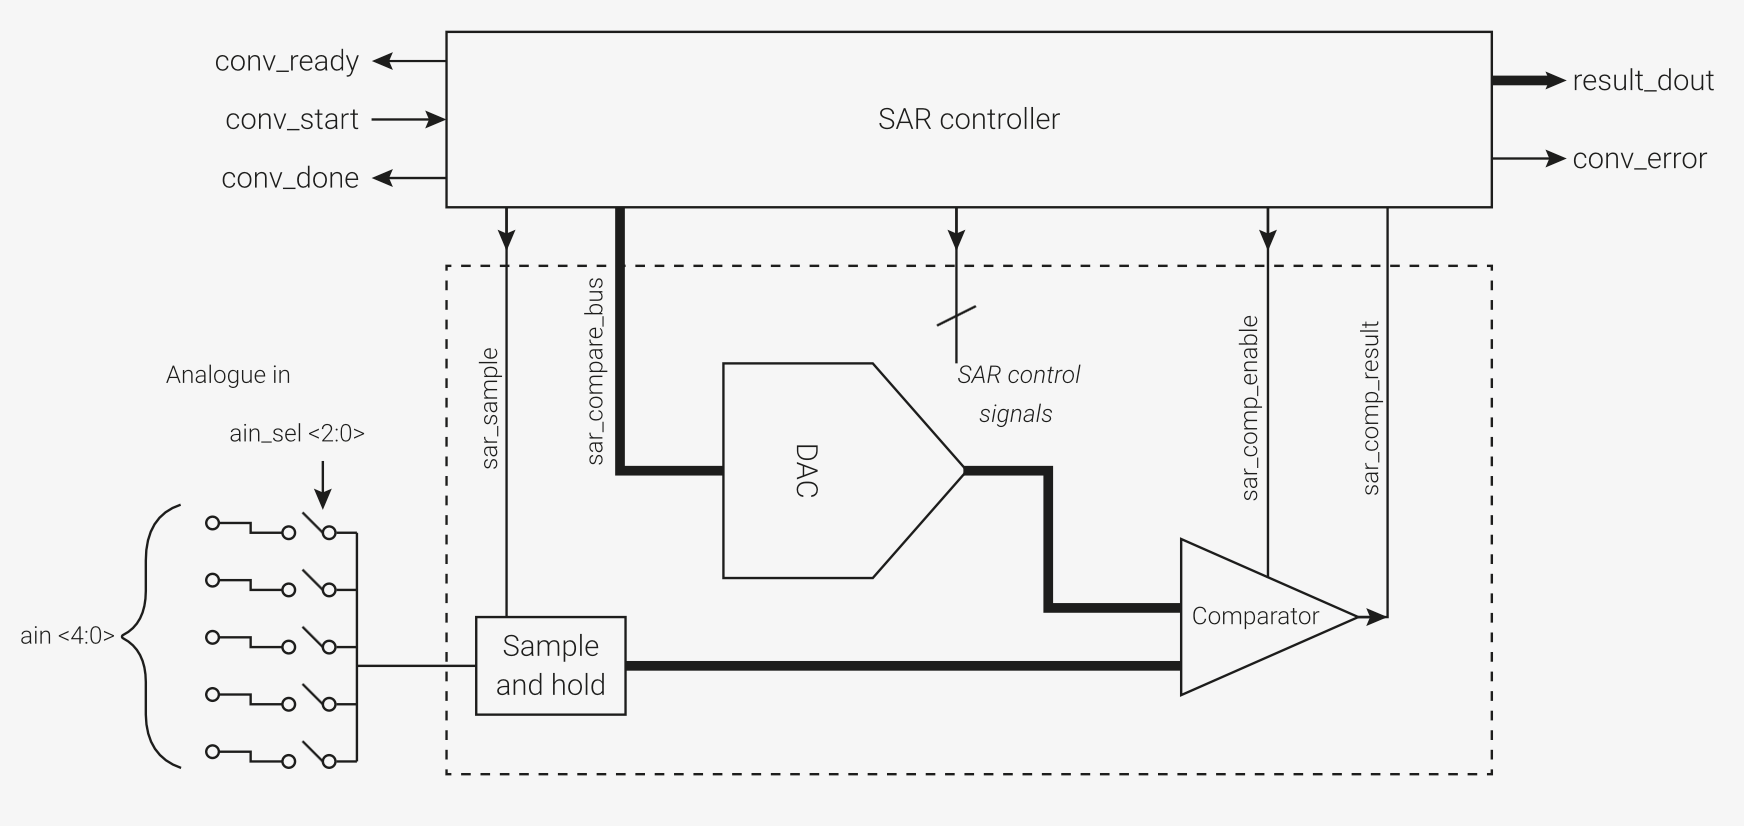 conv_ready
conv_start
conv_done
SAR controller
result_dout
conv_error
sar_sample
sar_compare_bus
SAR control
signals
sar_comp_enable
sar_comp_result
Analogue in
ain_sel <2:0>
DAC
ain <4:0>
Sample
and hold
Comparator